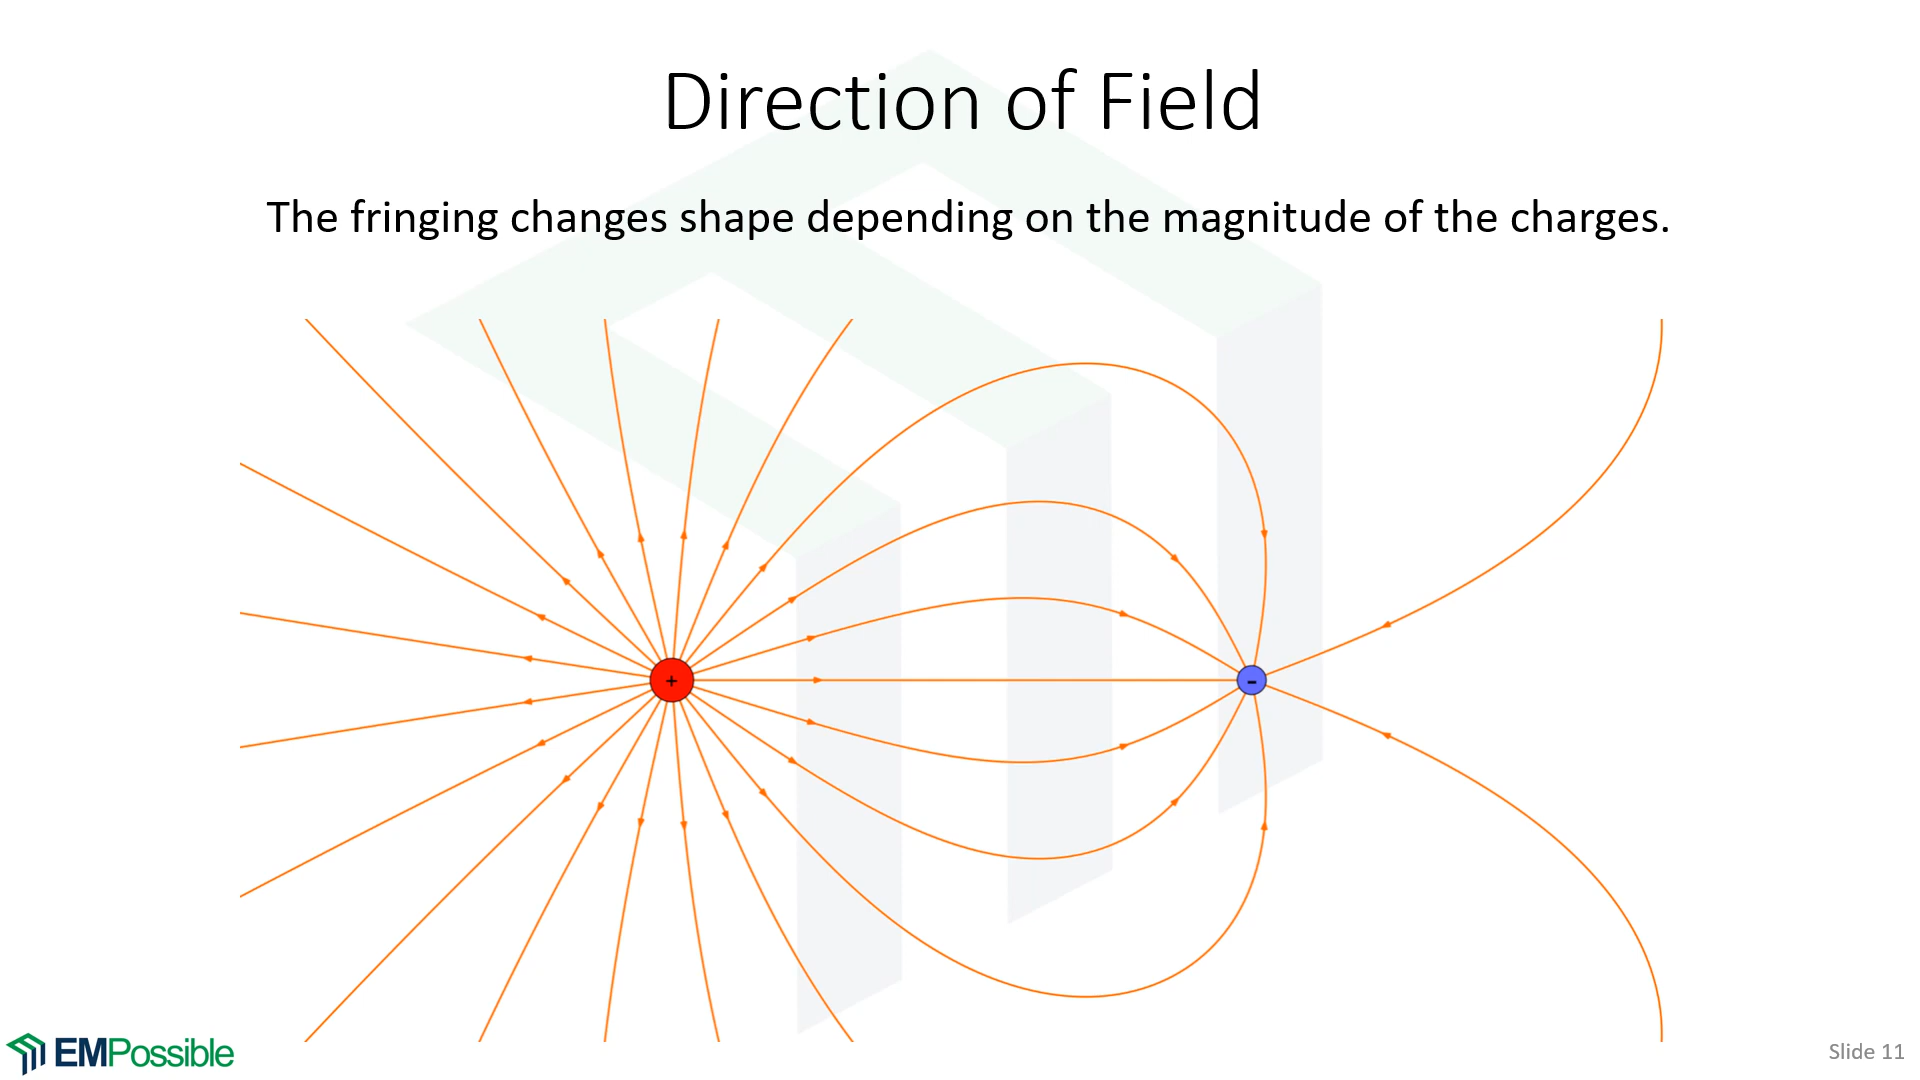 Direction of Field
The fringing changes shape depending on the magnitude of the charges.
+
-
EMPossible
Slide 11